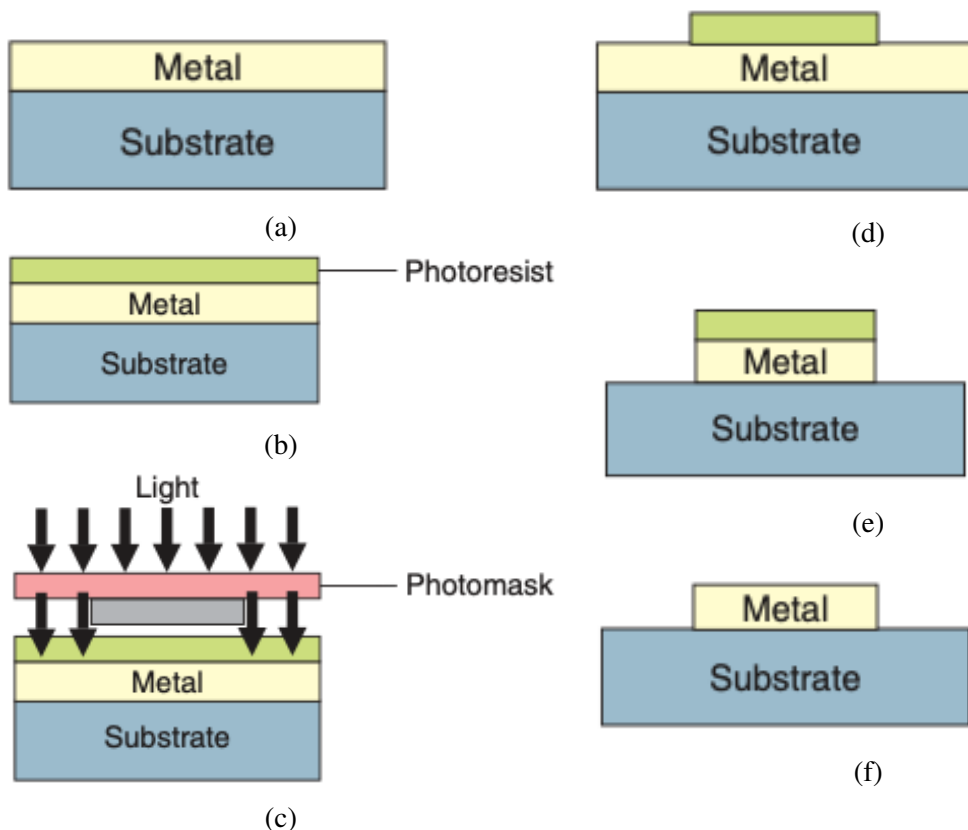 Metal
Substrate
(a)
Photoresist
Metal
Substrate
(b)
Light
Photomask
Metal
Substrate
(c)
Metal
Substrate
(d)
Metal
Substrate
(e)
Metal
Substrate
(f)